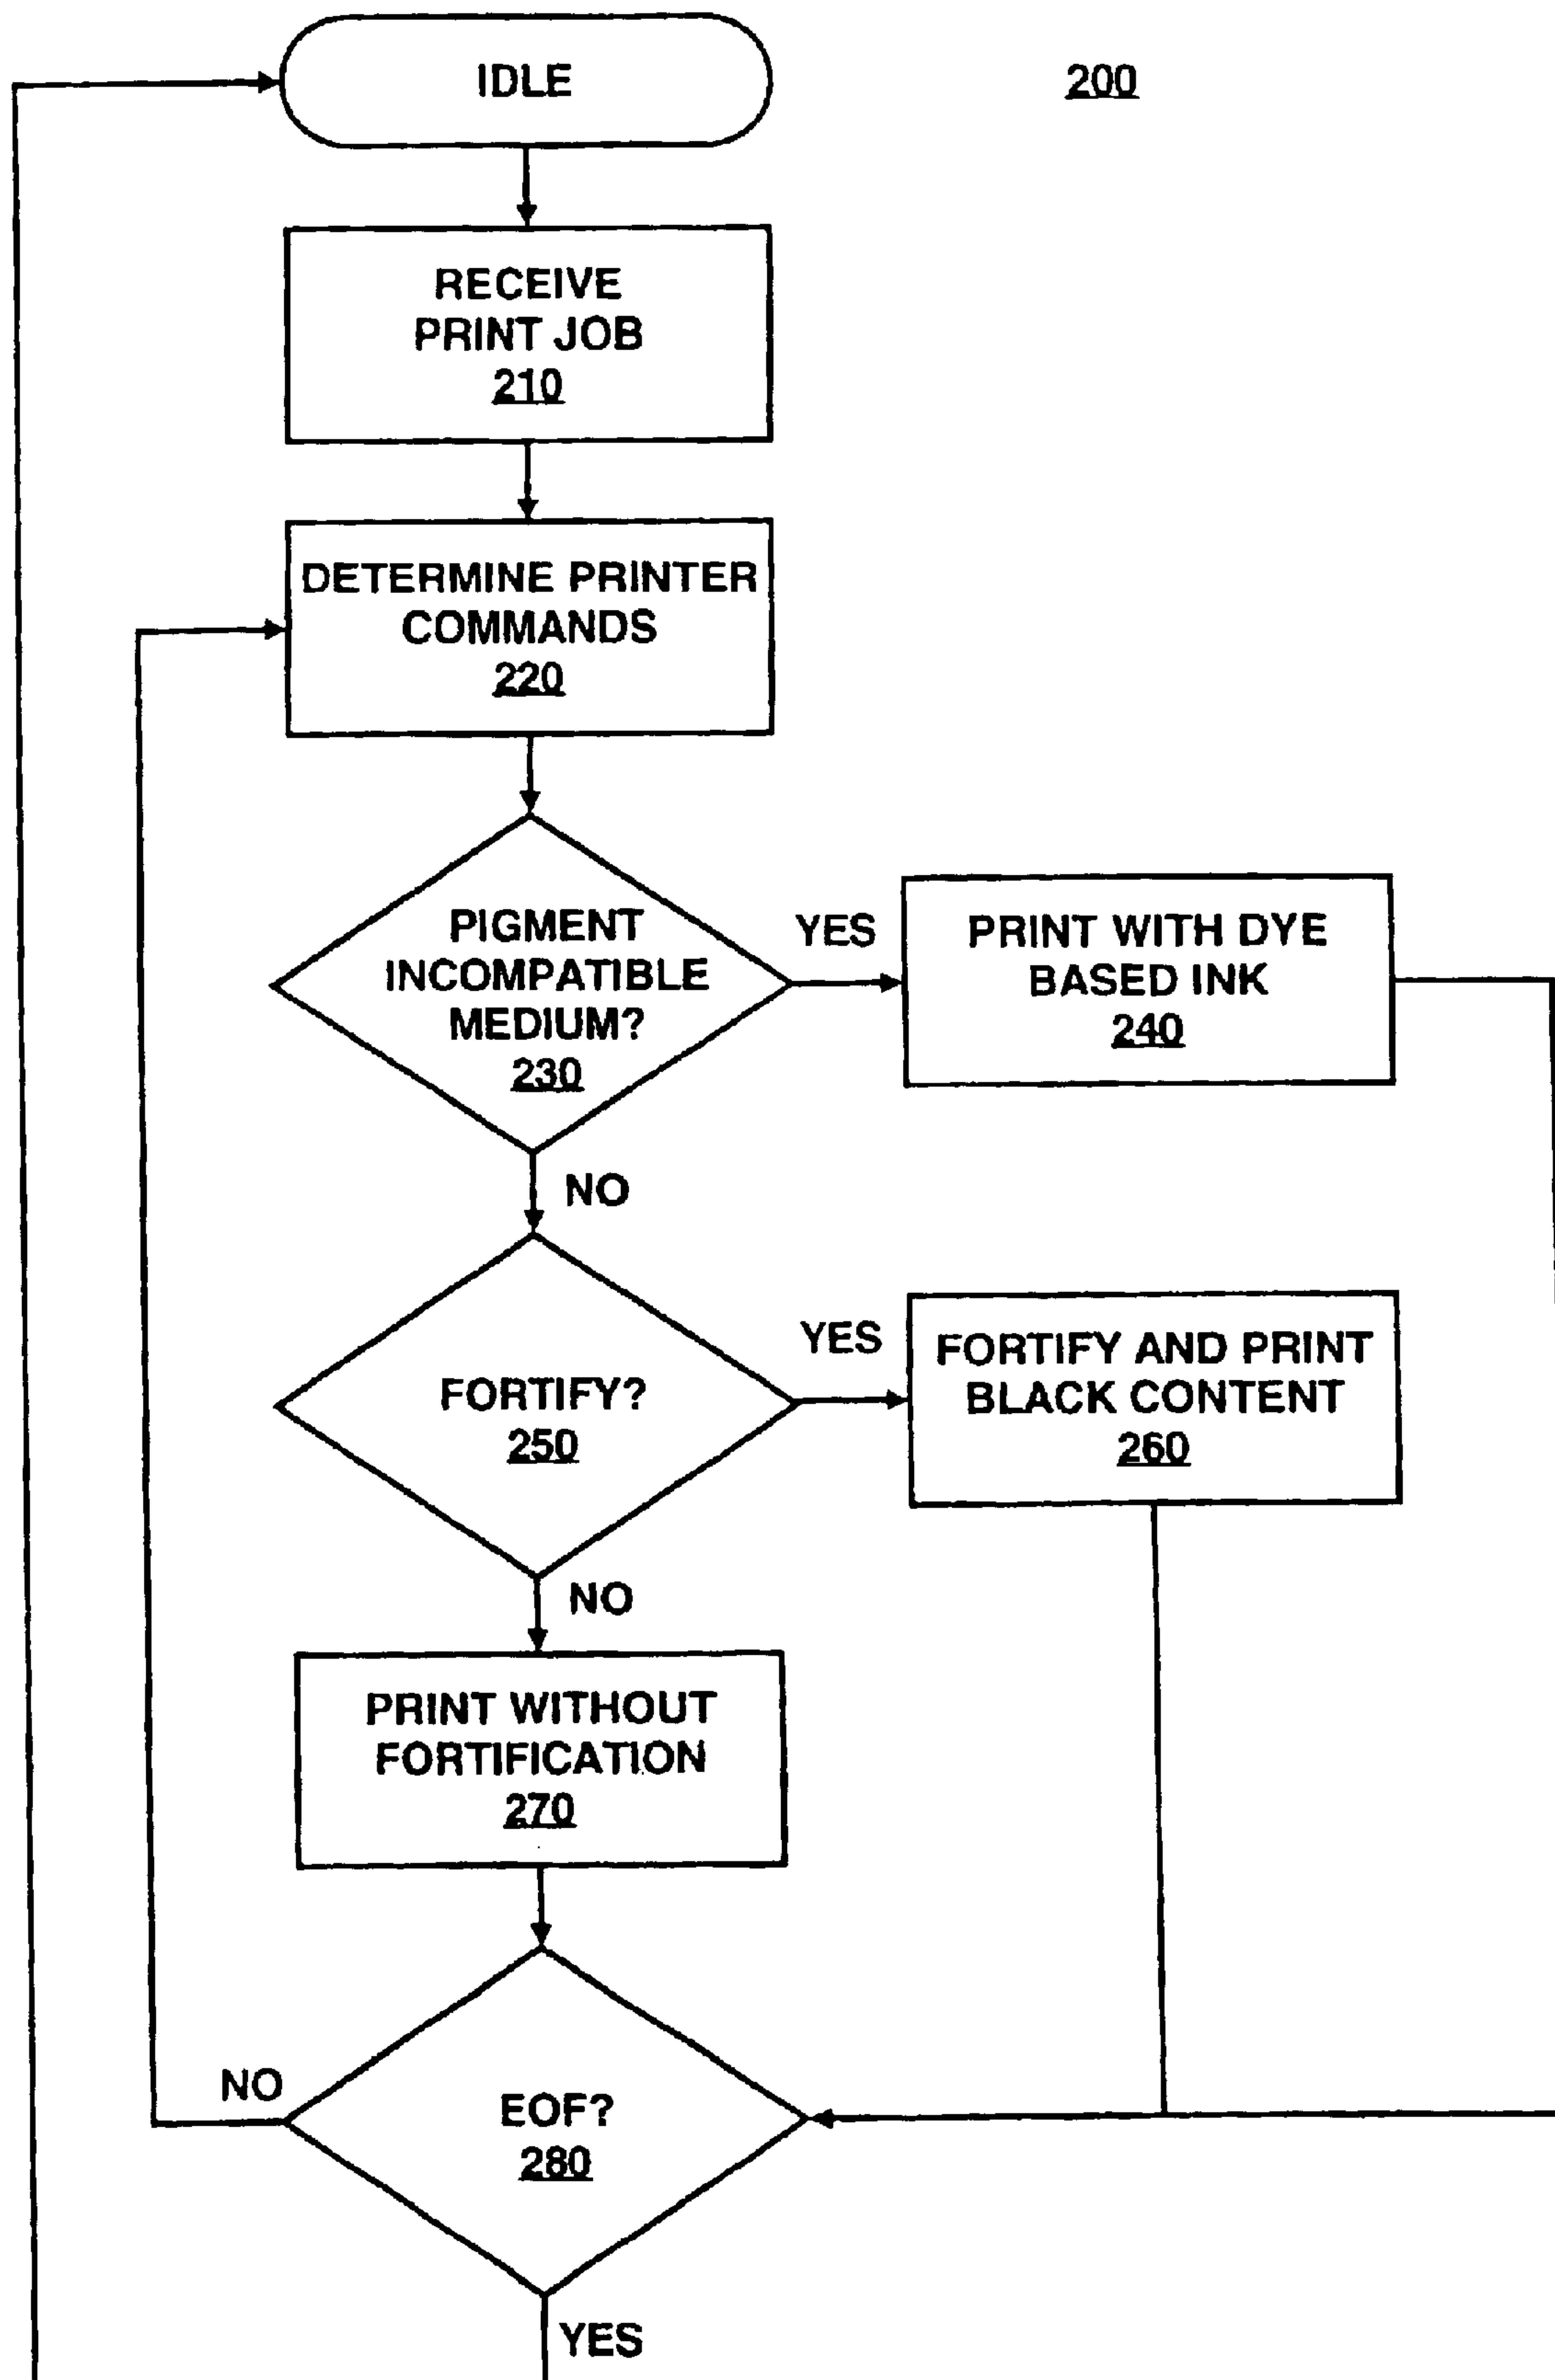 IDLE
200
RECEIVE
PRINT JOB
210
DETERMINE PRINTER
COMMANDS
220
PIGMENT
INCOMPATIBLE
MEDIUM?
230
YES
PRINT WITH DYE
BASED INK
240
NO
FORTIFY?
250
YES
FORTIFY AND PRINT
BLACK CONTENT
260
NO
PRINT WITHOUT
FORTIFICATION
270
NO
EOF?
280
YES